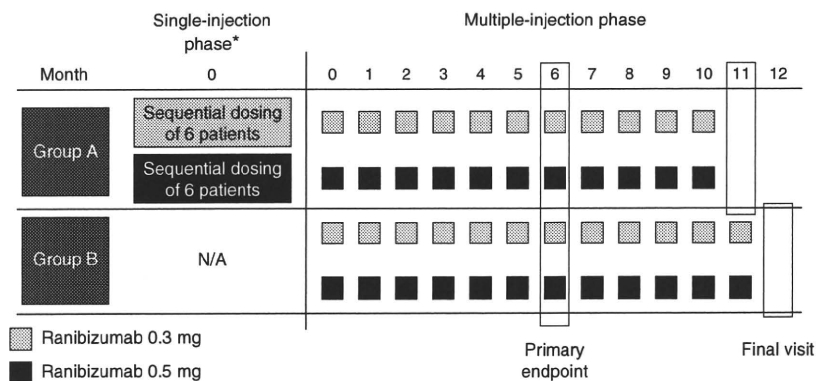 Single-injection
phase*
Multiple-injection phase
Month 0 0 1 2 3 4 5 6 7 8 9 10 11 12
Group A
Sequential dosing
of 6 patients
Sequential dosing
of 6 patients
Group B
N/A
Ranibizumab 0.3 mg
Ranibizumab 0.5 mg
Primary
endpoint
Final visit